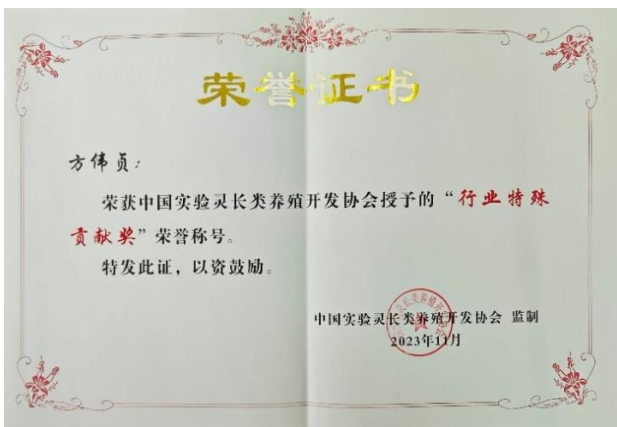 荣誉证书
方伟贞：
荣获中国实验灵长类养殖开发协会授予的“行业特殊
贡献奖”荣誉称号。
特发此证，以资鼓励。
中国实验灵长类养殖开发协会 监制
2023年11月